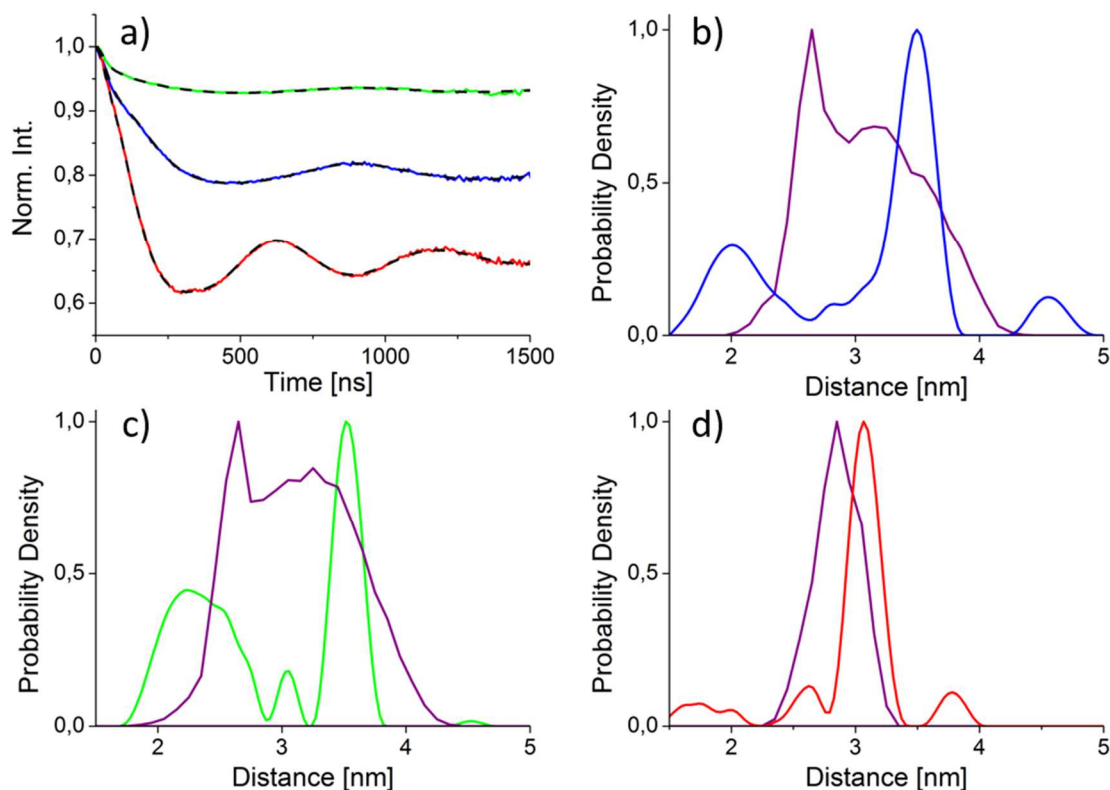 a)
1,0
0,9
0,8
0,7
0,6
Norm. Int.
0 500 1000 1500
Time [ns]
b)
1,0
0,5
0,0
Probability Density
2 3 4 5
Distance [nm]
c)
1,0
0,5
0,0
Probability Density
2 3 4 5
Distance [nm]
d)
1,0
0,5
0,0
Probability Density
2 3 4 5
Distance [nm]